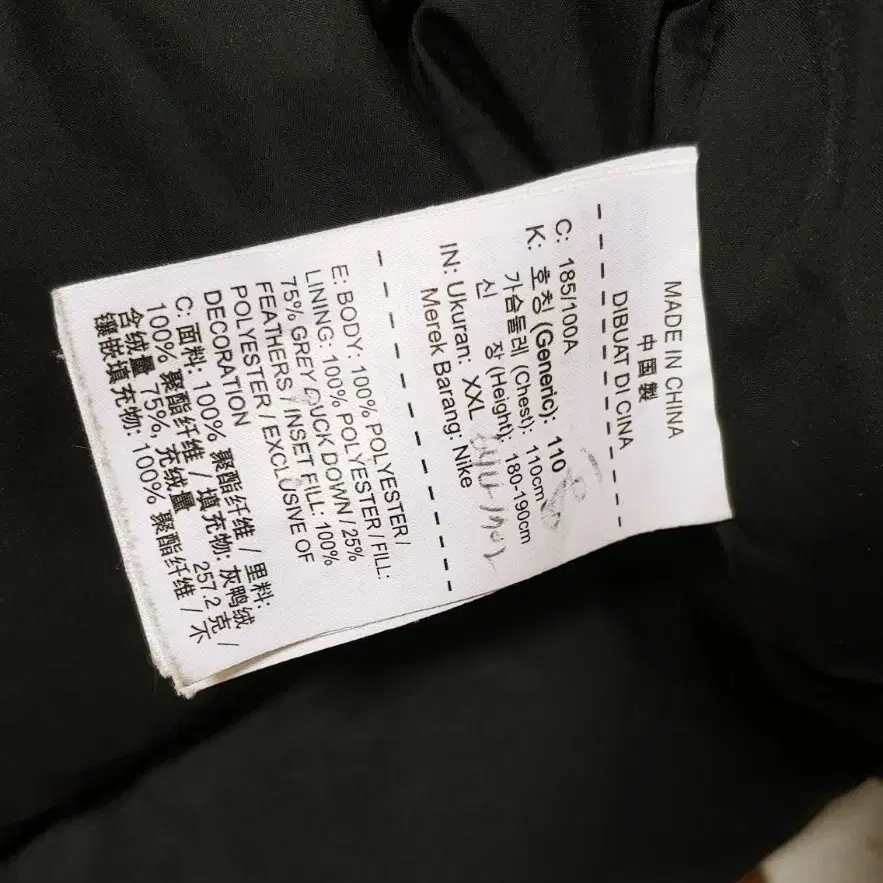 MADE IN CHINA
中国製
DIBUAT DI CINA
C: 185/100A
K: 호칭 (Generic): 110
가슴둘레 (Chest): 110cm
신 장 (Height): 180-190cm
IN: Ukuran: XXL
Merek Barang: Nike
E: BODY: 100% POLYESTER /
LINING: 100% POLYESTER / FILL:
75% GREY DUCK DOWN / 25%
FEATHERS / INSET FILL: 100%
POLYESTER / EXCLUSIVE OF
DECORATION
C: 面料: 100% 聚酯纤维 / 里料:
100% 聚酯纤维 / 填充物: 灰鸭绒
含绒量 75%, 充绒量 257.2 克 /
镶嵌填充物: 100% 聚酯纤维 / 不